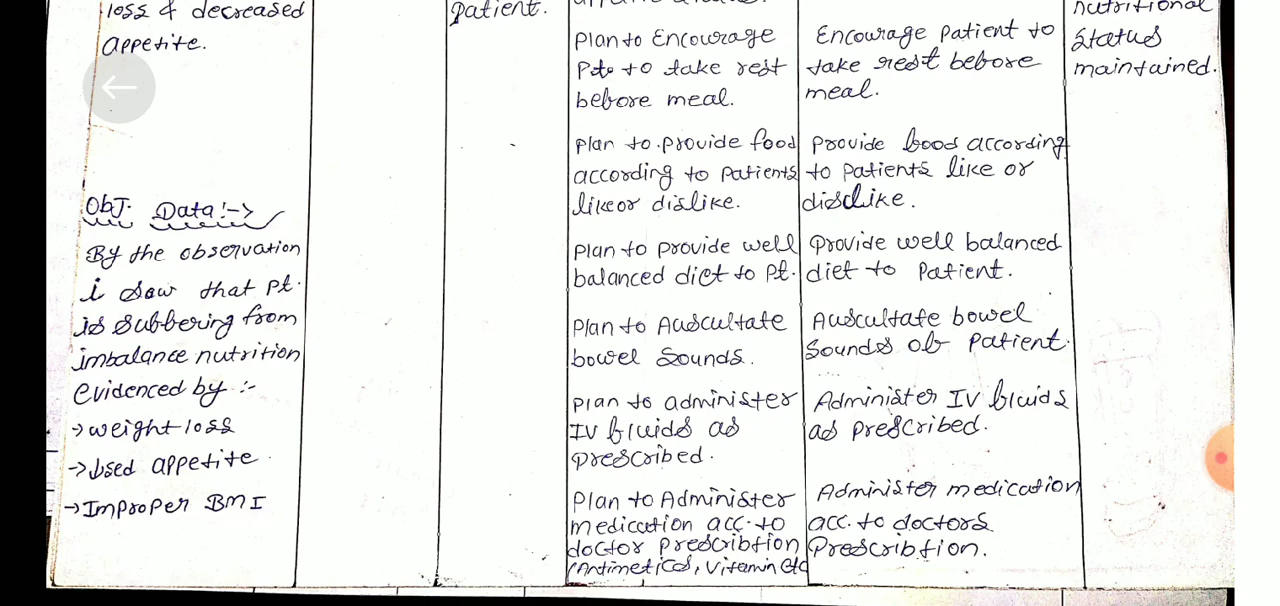 loss & decreased
appetite.
Obj. Data:->
By the observation
i saw that pt.
is suffering from
imbalance nutrition
evidenced by :-
→ weight loss
→ ↓sed appetite
→ Improper BMI
patient.
Plan to Encourage
Pt. to take rest
before meal.
Plan to provide food
according to patients
like or dislike.
Plan to provide well
balanced diet to pt.
Plan to Auscultate
bowel sounds.
Plan to administer
IV fluids as
prescribed.
Plan to Administer
medication acc. to
doctor prescribtion
(Antimetics, Vitamin etc
Encourage patient to
take rest before
meal.
Provide food according
to patients like or
dislike.
Provide well balanced
diet to patient.
Auscultate bowel
sounds of patient.
Administer IV fluids
as prescribed.
Administer medication
acc. to doctors
Prescribtion.
nutritional
status
maintained.